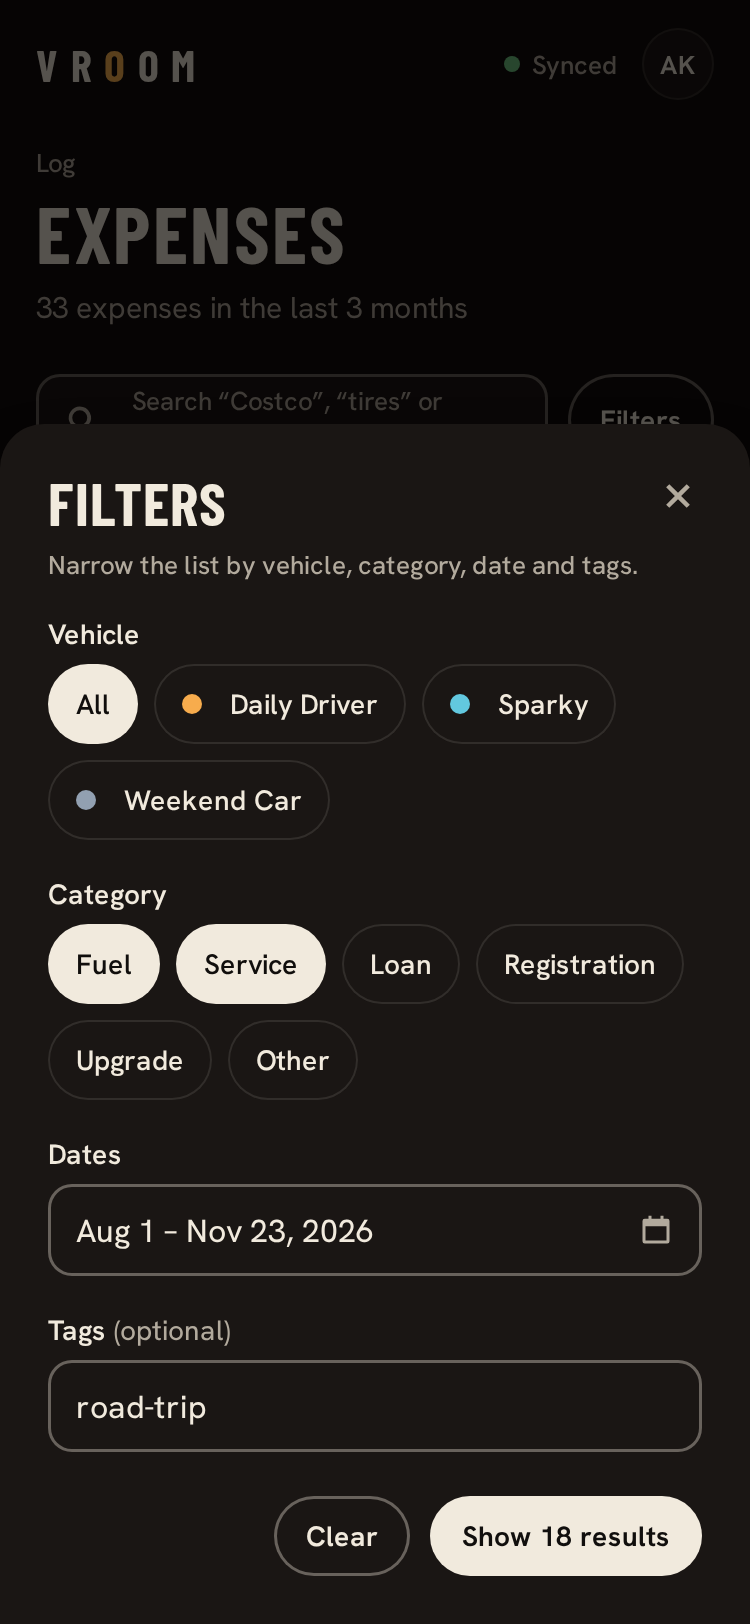 VROOM
Synced
AK
Log
EXPENSES
33 expenses in the last 3 months
Search “Costco”, “tires” or
Filters
FILTERS
Narrow the list by vehicle, category, date and tags.
Vehicle
All
Daily Driver
Sparky
Weekend Car
Category
Fuel
Service
Loan
Registration
Upgrade
Other
Dates
Aug 1 – Nov 23, 2026
Tags (optional)
road-trip
Clear
Show 18 results